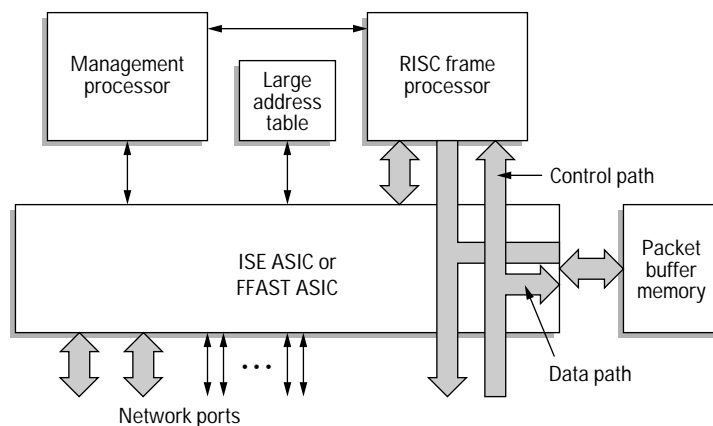 Management
processor
Large
address
table
RISC frame
processor
Control path
ISE ASIC or
FFAST ASIC
Packet
buffer
memory
...
Data path
Network ports